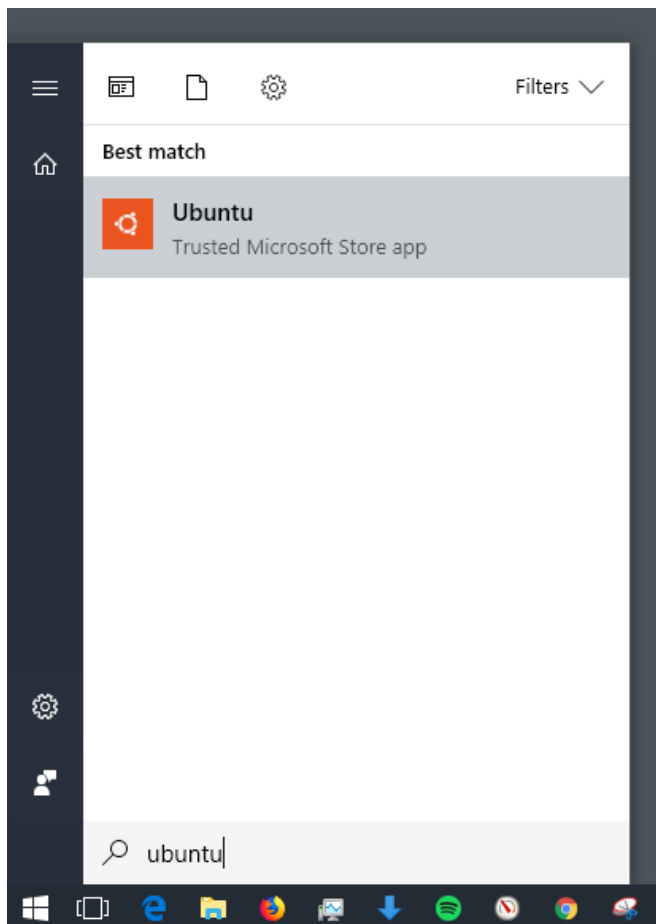 Filters
Best match
Ubuntu
Trusted Microsoft Store app
ubuntu